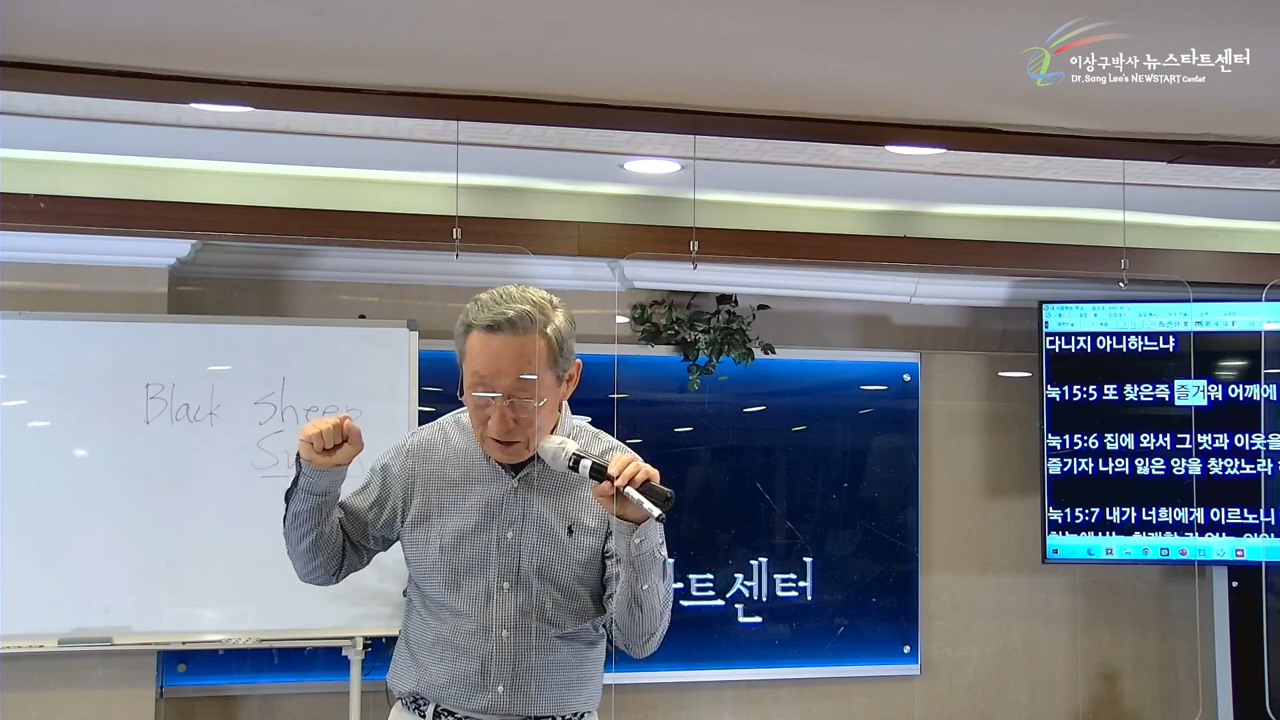 이상구박사 뉴스타트센터
Dr. Sang Lee's NEWSTART Center
Black Sheep
타트센터
다니지 아니하느냐
눅15:5 또 찾은즉 즐거워 어깨에
눅15:6 집에 와서 그 벗과 이웃을
즐기자 나의 잃은 양을 찾았노라
눅15:7 내가 너희에게 이르노니